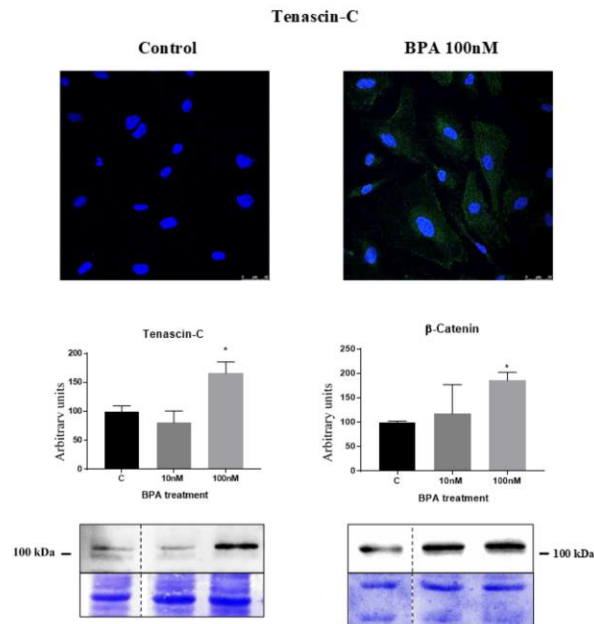 Tenascin-C
Control
BPA 100nM
Tenascin-C
200
150
100
50
0
Arbitrary units
*
C
10nM
100nM
BPA treatment
β-Catenin
250
200
150
100
50
0
Arbitrary units
*
C
10nM
100nM
BPA treatment
100 kDa
100 kDa